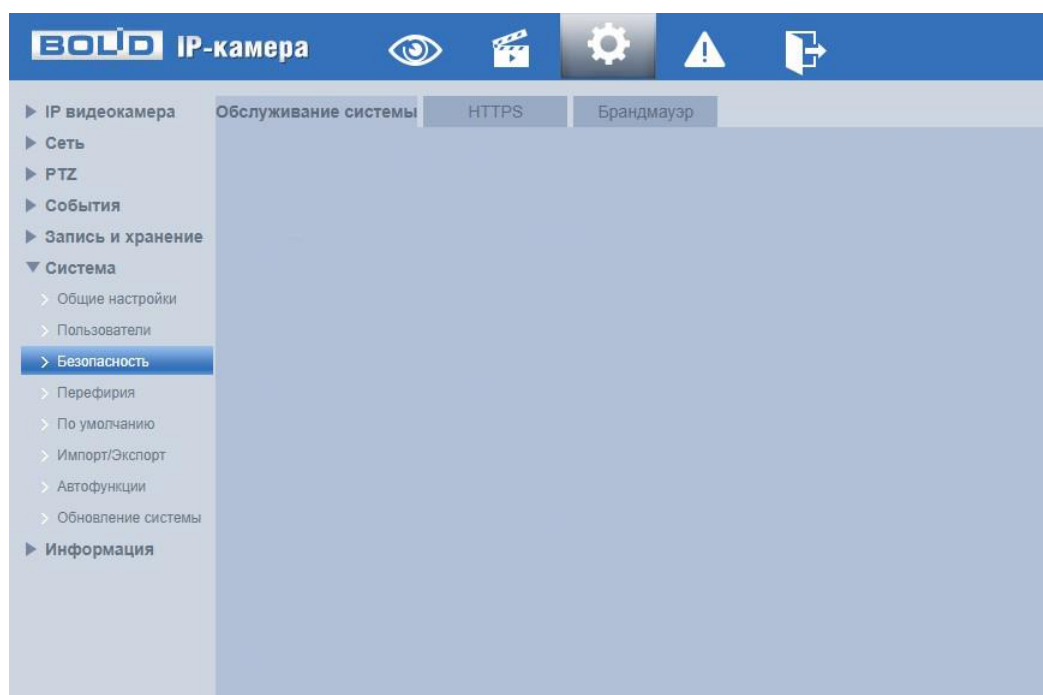 BOLID IP-камера
Обслуживание системы HTTPS Брандмауэр
IP видеокамера
Сеть
PTZ
События
Запись и хранение
Система
Общие настройки
Пользователи
Безопасность
Перефирия
По умолчанию
Импорт/Экспорт
Автофункции
Обновление системы
Информация